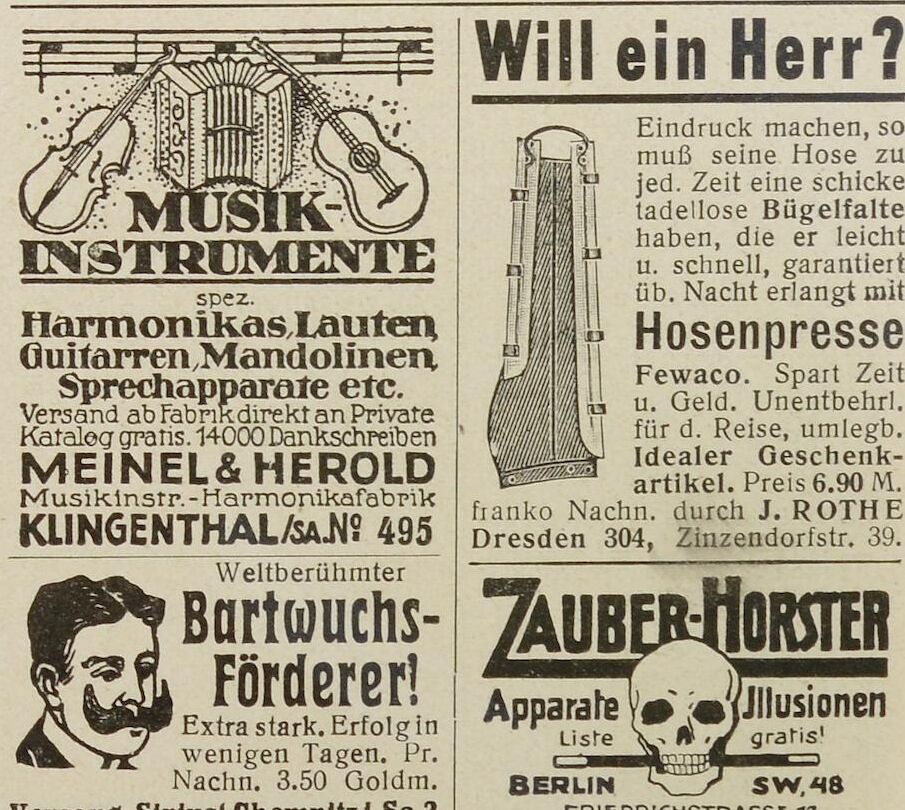 MUSIK-
INSTRUMENTE
spez.
Harmonikas, Lauten,
Guitarren, Mandolinen,
Sprechapparate etc.
Versand ab Fabrik direkt an Private
Katalog gratis. 14000 Dankschreiben
MEINEL & HEROLD
Musikinstr.-Harmonikafabrik
KLINGENTHAL/SA. Nº 495
Weltberühmter
Bartwuchs-
Förderer!
Extra stark. Erfolg in
wenigen Tagen. Pr.
Nachn. 3.50 Goldm.
Will ein Herr?
Eindruck machen, so
muß seine Hose zu
jed. Zeit eine schicke
tadellose Bügelfalte
haben, die er leicht
u. schnell, garantiert
üb. Nacht erlangt mit
Hosenpresse
Fewaco. Spart Zeit
u. Geld. Unentbehrl.
für d. Reise, umlegb.
Idealer Geschenk-
artikel. Preis 6.90 M.
franko Nachn. durch J. ROTHE
Dresden 304, Zinzendorfstr. 39.
ZAUBER-HORSTER
Apparate Jllusionen
Liste gratis!
BERLIN SW, 48